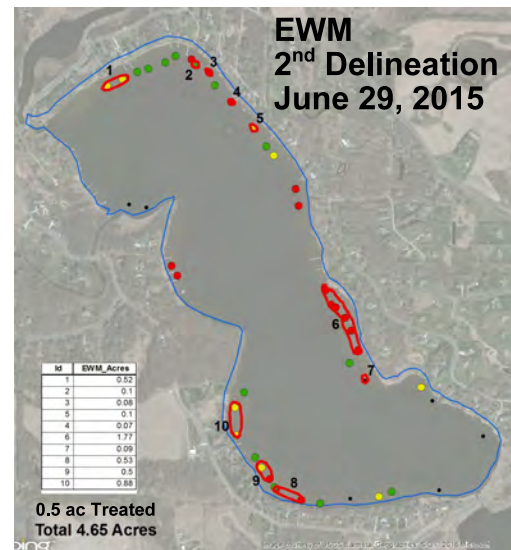 EWM
2nd Delineation
June 29, 2015
1
2
3
4
5
6
7
8
9
10
Id EWM_Acres
1 0.52
2 0.1
3 0.08
5 0.1
4 0.07
6 1.77
7 0.09
8 0.53
9 0.5
10 0.88
0.5 ac Treated
Total 4.65 Acres
bing